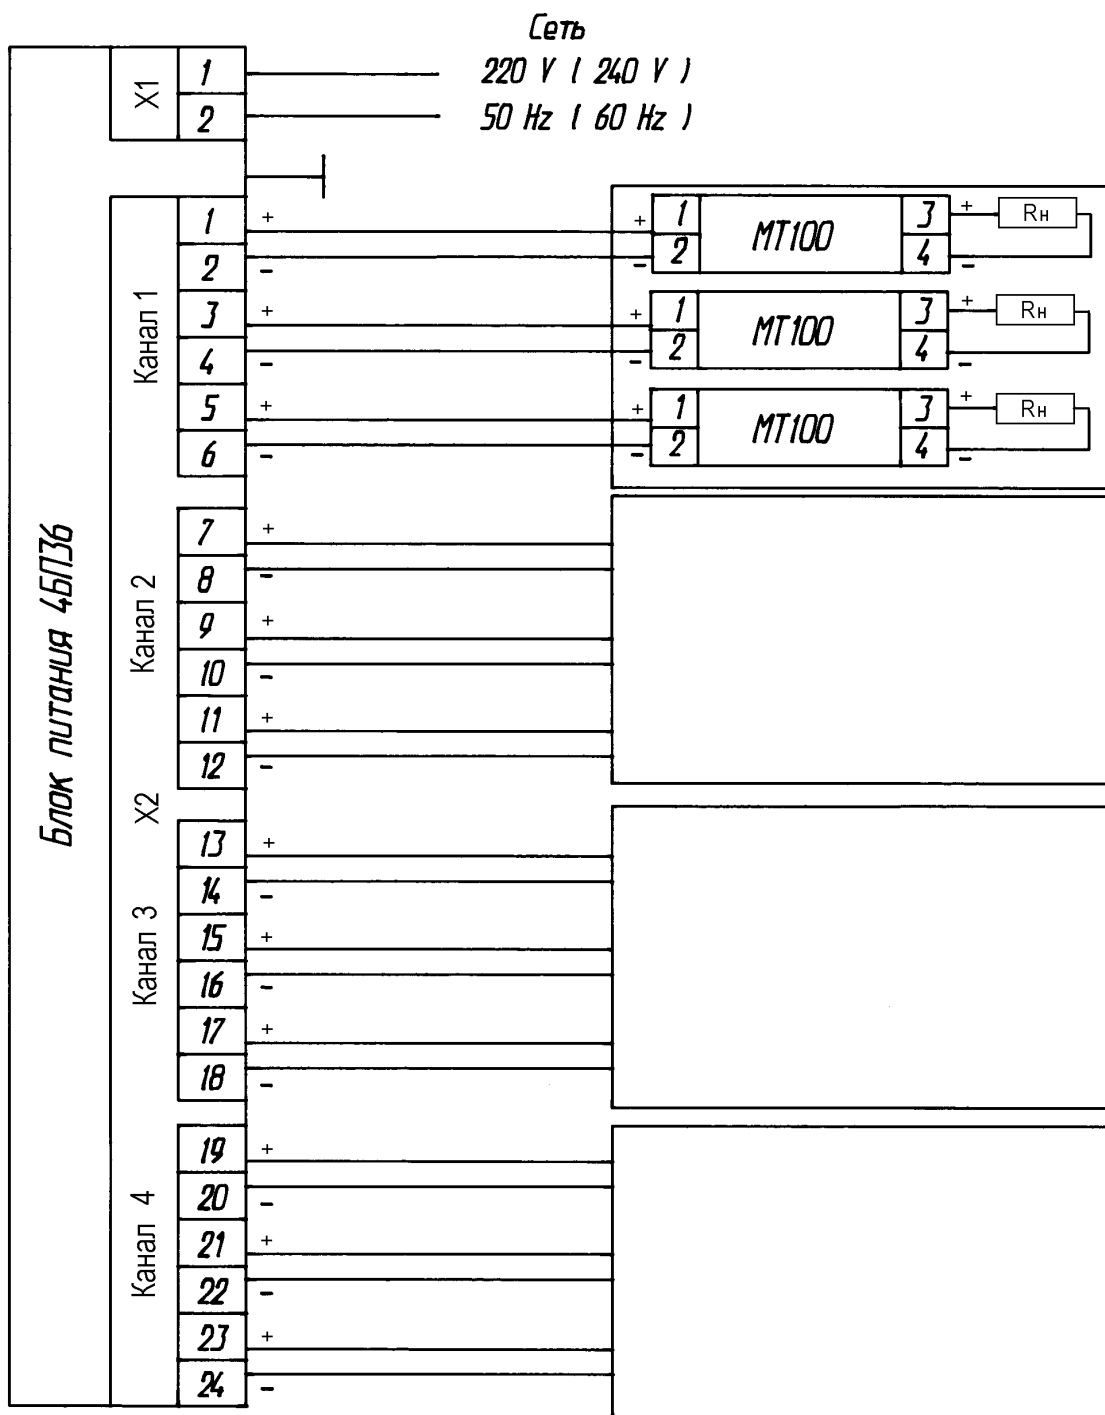 Сеть
220 V ( 240 V )
50 Hz ( 60 Hz )
Блок питания 4БП36
X1
1
2
X2
Канал 1
1 +
2 -
3 +
4 -
5 +
6 -
+ 1 МТ100 3 + Rн
- 2 4 -
+ 1 МТ100 3 + Rн
- 2 4 -
+ 1 МТ100 3 + Rн
- 2 4 -
Канал 2
7 +
8 -
9 +
10 -
11 +
12 -
Канал 3
13 +
14 -
15 +
16 -
17 +
18 -
Канал 4
19 +
20 -
21 +
22 -
23 +
24 -